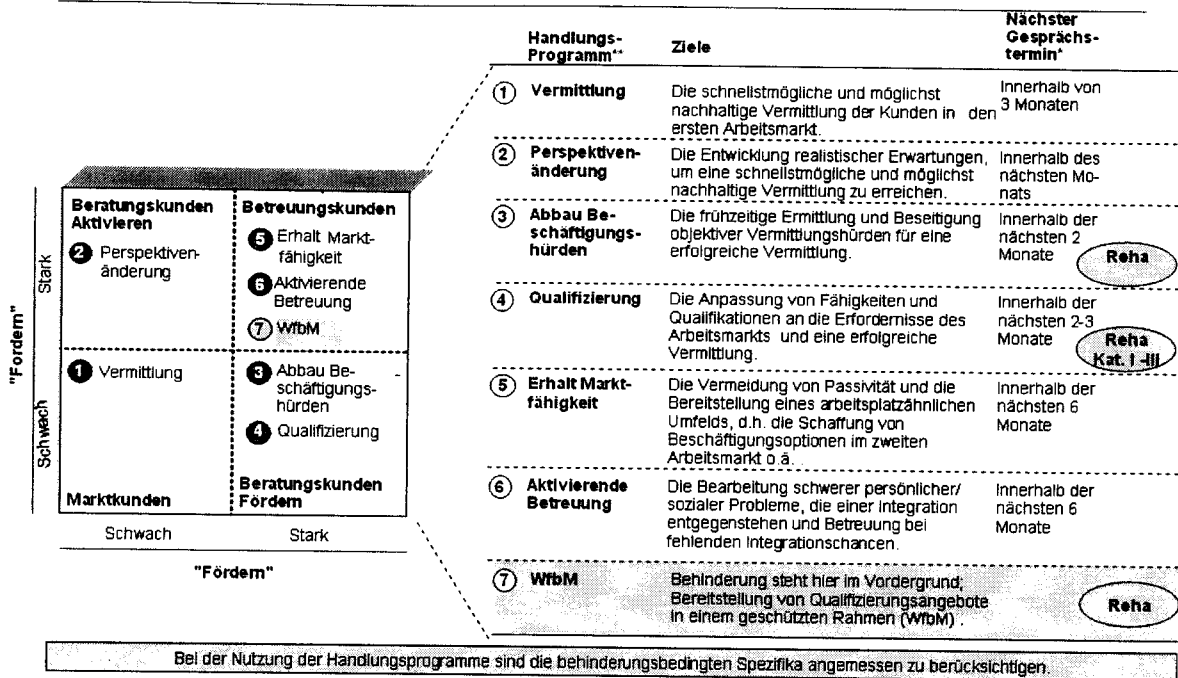 "Fordern"
Stark
Schwach
Beratungskunden
Aktivieren
2 Perspektiven-
änderung
Betreuungskunden
5 Erhalt Markt-
fähigkeit
6 Aktivierende
Betreuung
7 WfbM
1 Vermittlung
Marktkunden
3 Abbau Be-
schäftigungs-
hürden
4 Qualifizierung
Beratungskunden
Fördern
Schwach
Stark
"Fördern"
Handlungs-
Programm**
Ziele
Nächster
Gesprächs-
termin*
1 Vermittlung
Die schnellstmögliche und möglichst
nachhaltige Vermittlung der Kunden in den
ersten Arbeitsmarkt.
Innerhalb von
3 Monaten
2 Perspektiven-
änderung
Die Entwicklung realistischer Erwartungen,
um eine schnellstmögliche und möglichst
nachhaltige Vermittlung zu erreichen.
Innerhalb des
nächsten Mo-
nats
3 Abbau Be-
schäftigungs-
hürden
Die frühzeitige Ermittlung und Beseitigung
objektiver Vermittlungshürden für eine
erfolgreiche Vermittlung.
Innerhalb der
nächsten 2
Monate
Reha
4 Qualifizierung
Die Anpassung von Fähigkeiten und
Qualifikationen an die Erfordernisse des
Arbeitsmarkts und eine erfolgreiche
Vermittlung.
Innerhalb der
nächsten 2-3
Monate
Reha
Kat. I -III
5 Erhalt Markt-
fähigkeit
Die Vermeidung von Passivität und die
Bereitstellung eines arbeitsplatzähnlichen
Umfelds, d.h. die Schaffung von
Beschäftigungsoptionen im zweiten
Arbeitsmarkt o.ä.
Innerhalb der
nächsten 6
Monate
6 Aktivierende
Betreuung
Die Bearbeitung schwerer persönlicher/
sozialer Probleme, die einer Integration
entgegenstehen und Betreuung bei
fehlenden Integrationschancen.
Innerhalb der
nächsten 6
Monate
7 WfbM
Behinderung steht hier im Vordergrund;
Bereitstellung von Qualifizierungsangebote
in einem geschützten Rahmen (WfbM) .
Reha
Bei der Nutzung der Handlungsprogramme sind die behinderungsbedingten Spezifika angemessen zu berücksichtigen.